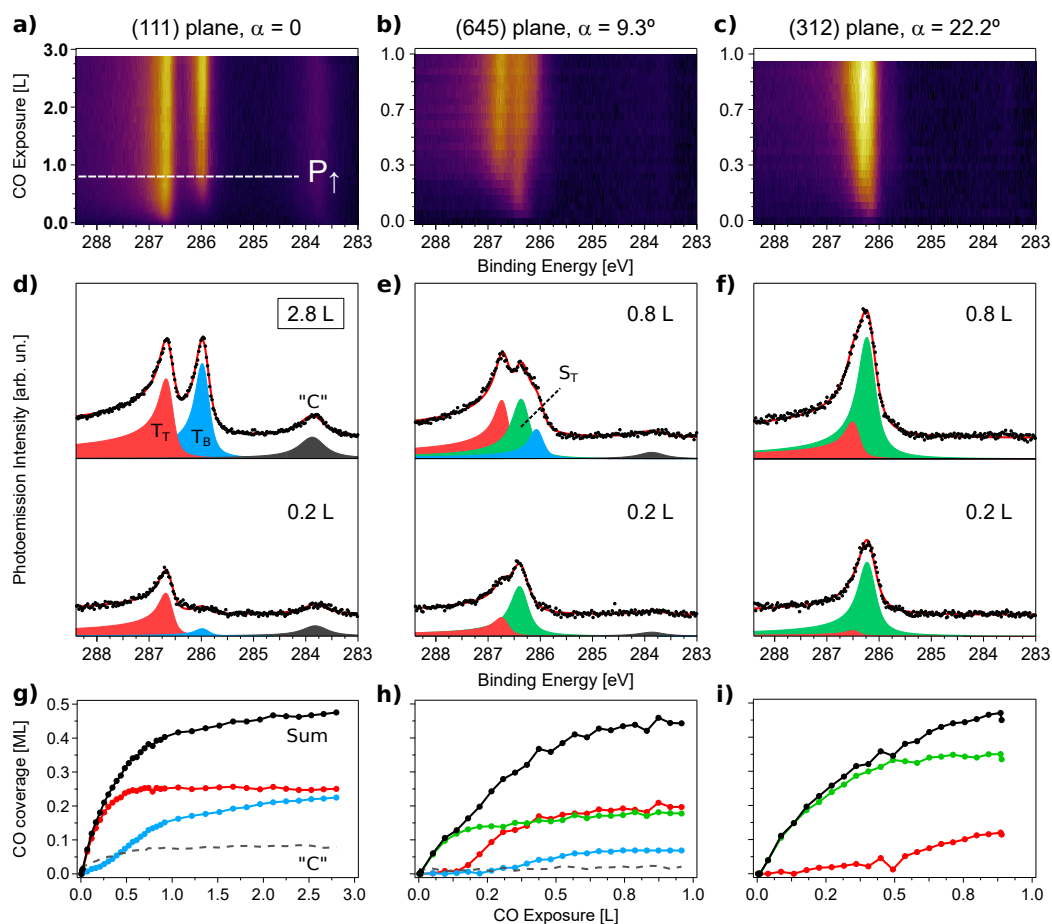 a) (111) plane, α = 0
b) (645) plane, α = 9.3º
c) (312) plane, α = 22.2°
CO Exposure [L]
3.0
2.0
1.0
0.0
P↑
288 287 286 285 284 283
1.0
0.7
0.3
0.0
288 287 286 285 284 283
1.0
0.7
0.3
0.0
288 287 286 285 284 283
Binding Energy [eV]
Photoemission Intensity [arb. un.]
d)
2.8 L
T_T
T_B
"C"
0.2 L
288 287 286 285 284 283
e)
0.8 L
S_T
0.2 L
288 287 286 285 284 283
f)
0.8 L
0.2 L
288 287 286 285 284 283
Binding Energy [eV]
g)
CO coverage [ML]
0.5
0.4
0.3
0.2
0.1
0.0
Sum
"C"
0.0 0.5 1.0 1.5 2.0 2.5 3.0
h)
0.0 0.2 0.5 0.8 1.0
i)
0.0 0.2 0.5 0.8 1.0
CO Exposure [L]